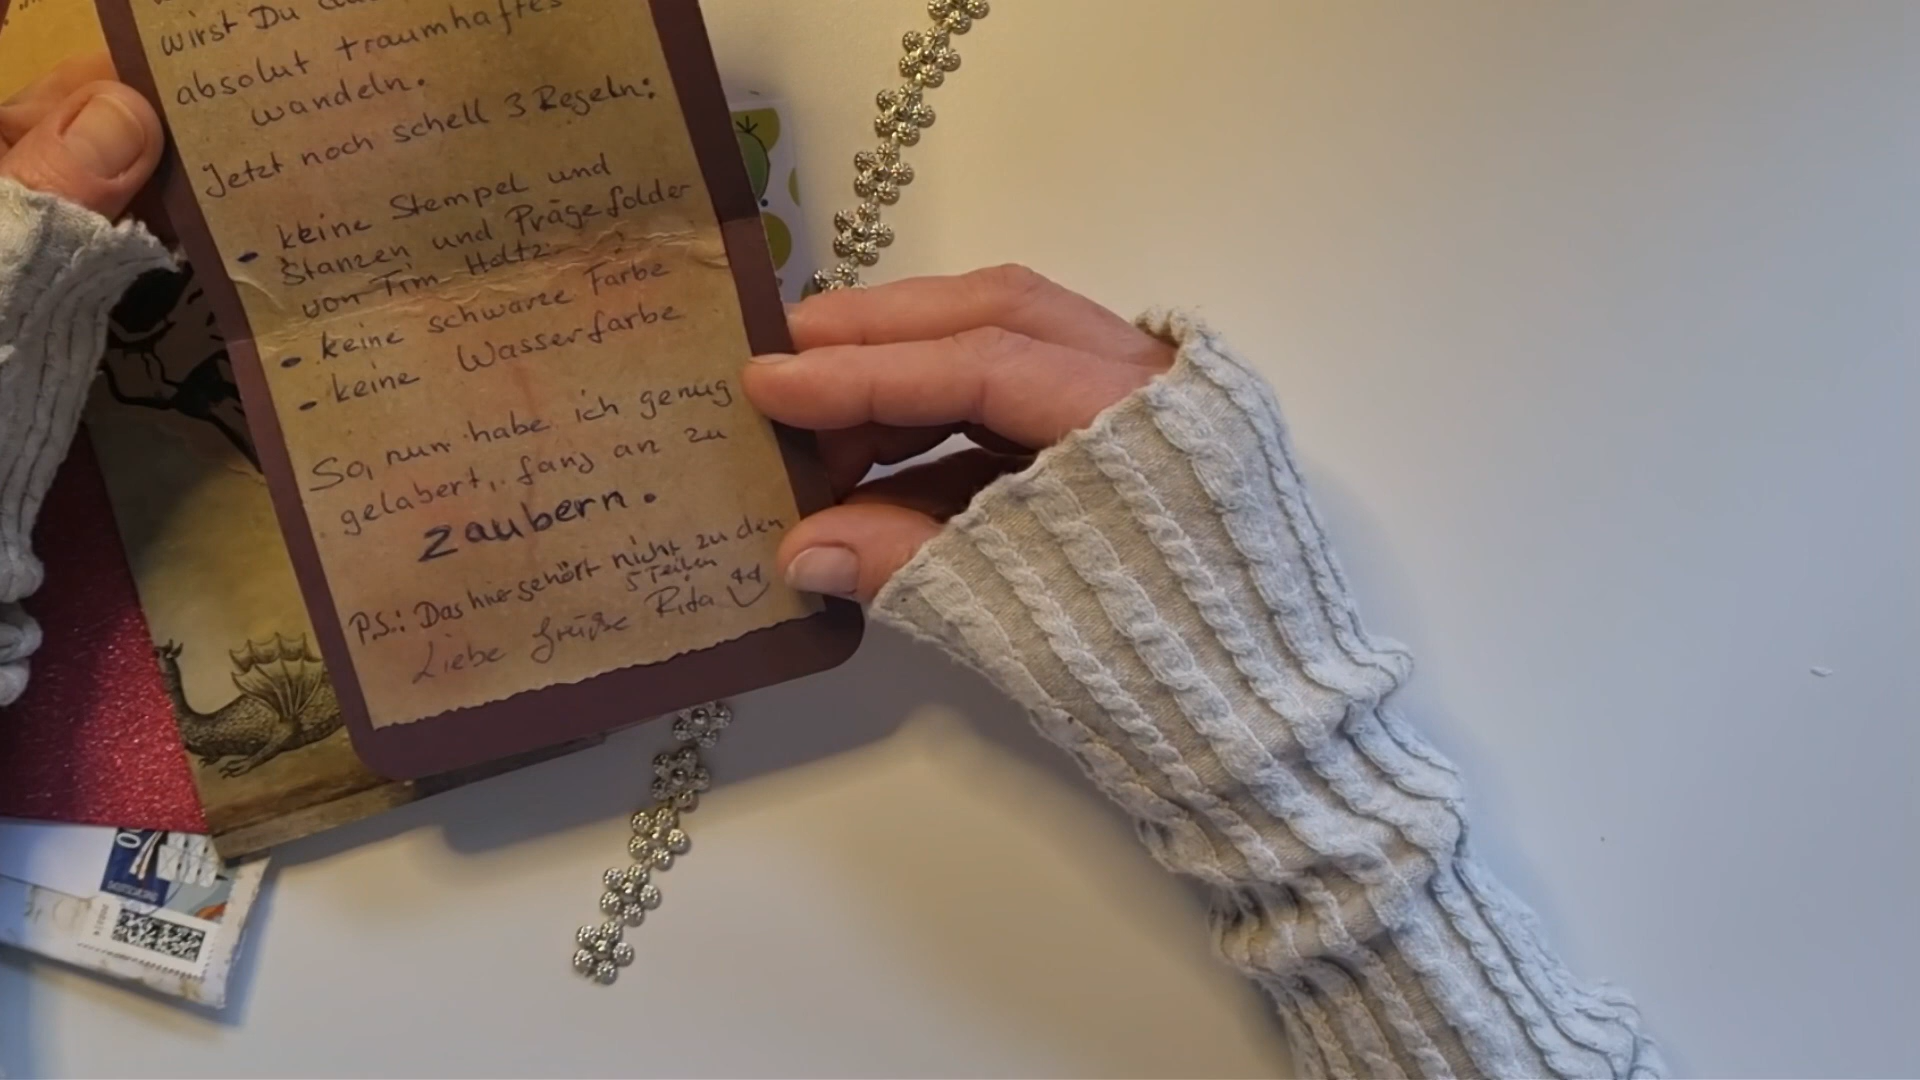 wirst Du
absolut traumhaftes
wandeln.
Jetzt noch schell 3 Regeln:
• keine Stempel und
Stanzen und Prägefolder
von Tim Holtz
• keine schwarze Farbe
• keine Wasserfarbe
So, nun habe ich genug
gelabert, fang an zu
zaubern.
P.S.: Das hier gehört nicht zu den
5 Teilen
Liebe Grüße Rita